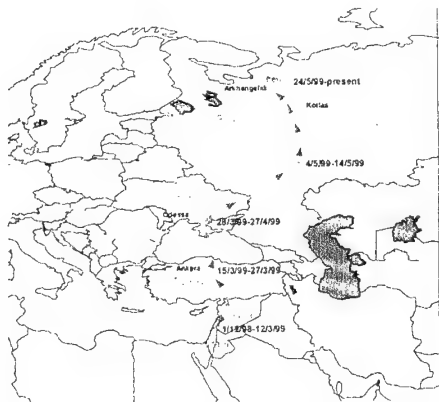 24/5/99-present
Arkhangelsk
Kotlas
4/5/99-14/5/99
Odessa
28/3/99-27/4/99
Ankara
15/3/99-27/3/99
1/12/98-12/3/99